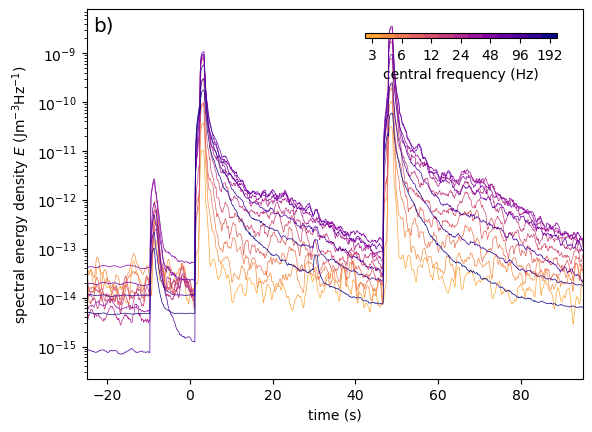 b)
3 6 12 24 48 96 192
central frequency (Hz)
spectral energy density E (Jm⁻³Hz⁻¹)
10⁻⁹
10⁻¹⁰
10⁻¹¹
10⁻¹²
10⁻¹³
10⁻¹⁴
10⁻¹⁵
−20 0 20 40 60 80
time (s)